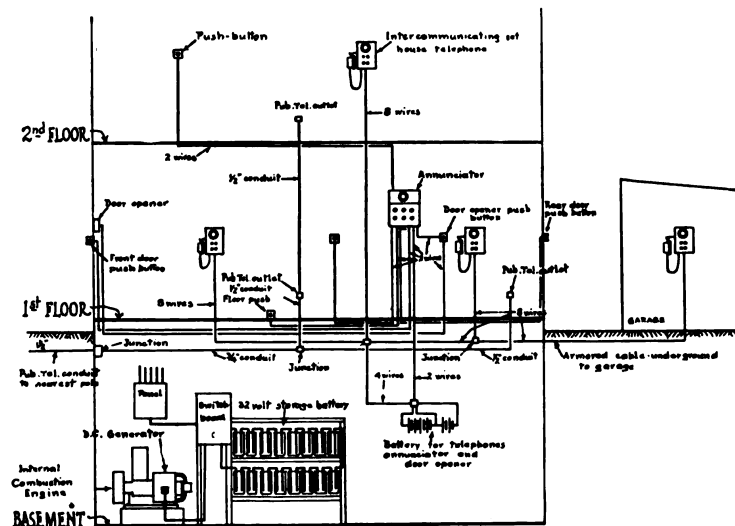 Push-button
Intercommunicating set
house telephone
Pub. Tel. outlet
8 wires
2nd FLOOR
2 wires
1/2" conduit
Annunciator
Door opener
Door opener push
button
Rear door
push button
Front door
push button
8 wires
Pub. Tel. outlet
1/2" conduit
Floor push
Pub. Tel. outlet
1st FLOOR
8 wires
GARAGE
Junction
Junction
Junction
1/2" conduit
Armored cable-underground
to garage
Pub. Tel. conduit
to nearest pole
4 wires
2 wires
Panel
Switch
board
32 volt storage battery
Battery for telephones
annunciator and
door opener
D.C. Generator
Internal
Combustion
Engine
BASEMENT